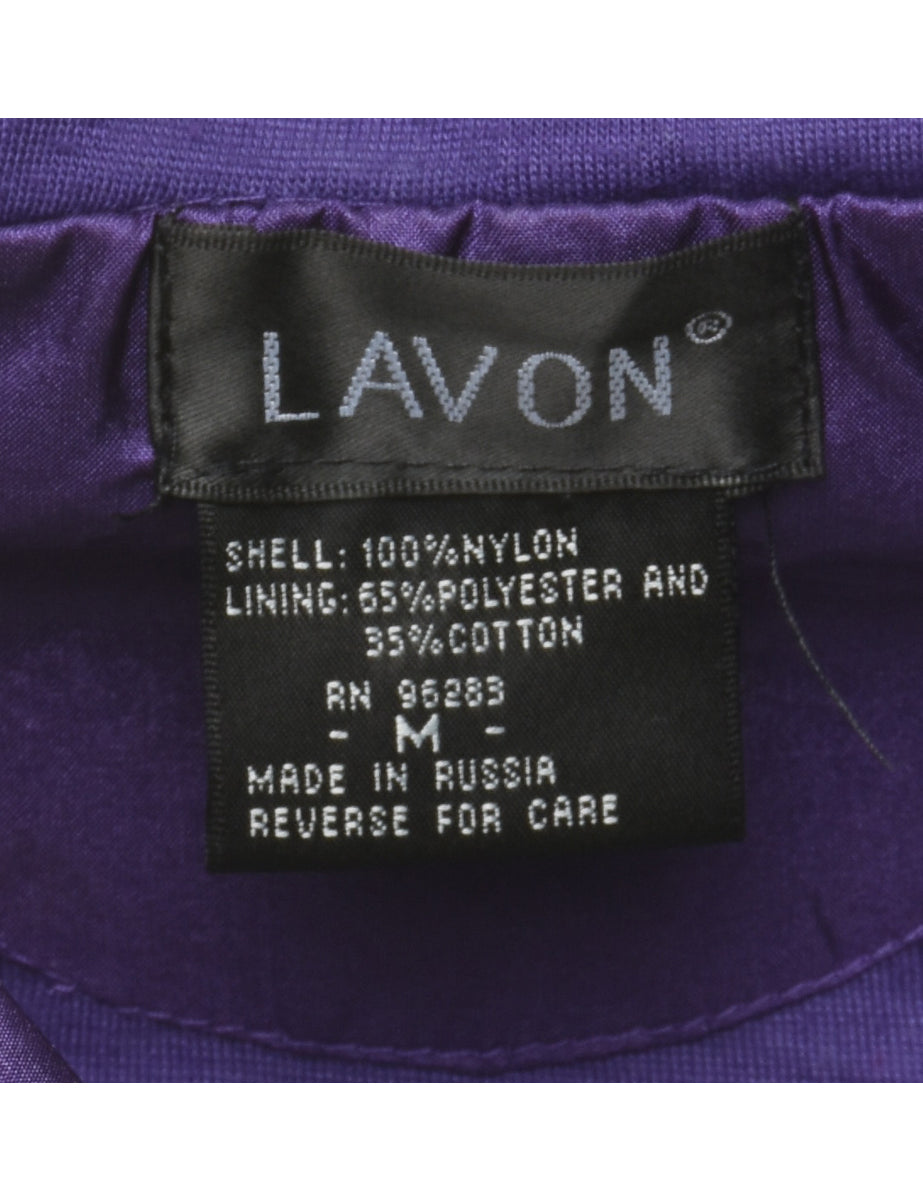 LAVON®
SHELL: 100%NYLON
LINING: 65%POLYESTER AND
35%COTTON
RN 96283
- M -
MADE IN RUSSIA
REVERSE FOR CARE